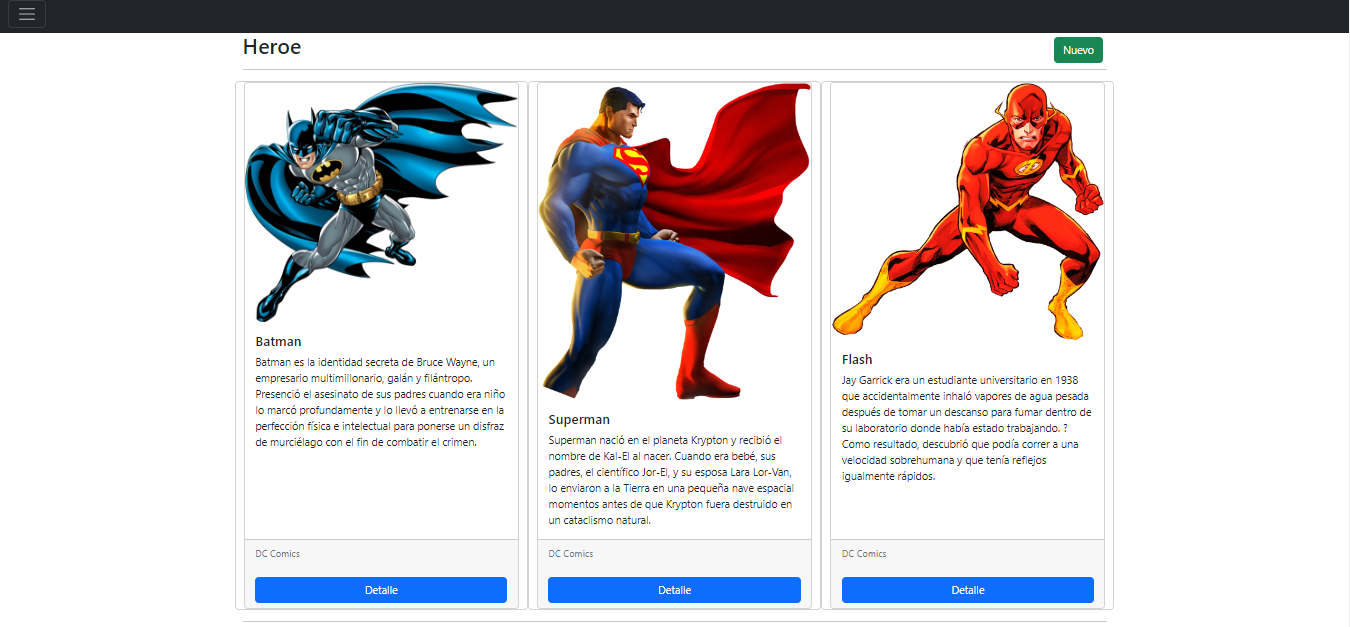 Heroe
Nuevo
Batman
Batman es la identidad secreta de Bruce Wayne, un
empresario multimillonario, galán y filántropo.
Presenció el asesinato de sus padres cuando era niño
lo marcó profundamente y lo llevó a entrenarse en la
perfección física e intelectual para ponerse un disfraz
de murciélago con el fin de combatir el crimen.
DC Comics
Detalle
Superman
Superman nació en el planeta Krypton y recibió el
nombre de Kal-El al nacer. Cuando era bebé, sus
padres, el científico Jor-El, y su esposa Lara Lor-Van,
lo enviaron a la Tierra en una pequeña nave espacial
momentos antes de que Krypton fuera destruido en
un cataclismo natural.
DC Comics
Detalle
Flash
Jay Garrick era un estudiante universitario en 1938
que accidentalmente inhaló vapores de agua pesada
después de tomar un descanso para fumar dentro de
su laboratorio donde había estado trabajando. ?
Como resultado, descubrió que podía correr a una
velocidad sobrehumana y que tenía reflejos
igualmente rápidos.
DC Comics
Detalle